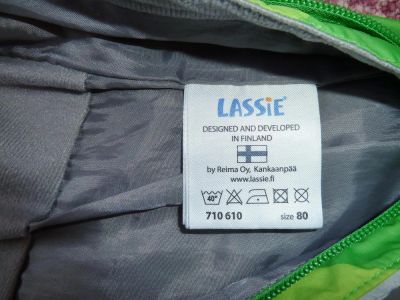 LASSiE®
DESIGNED AND DEVELOPED
IN FINLAND
by Reima Oy, Kankaanpää
www.lassie.fi
40°
710 610 size 80